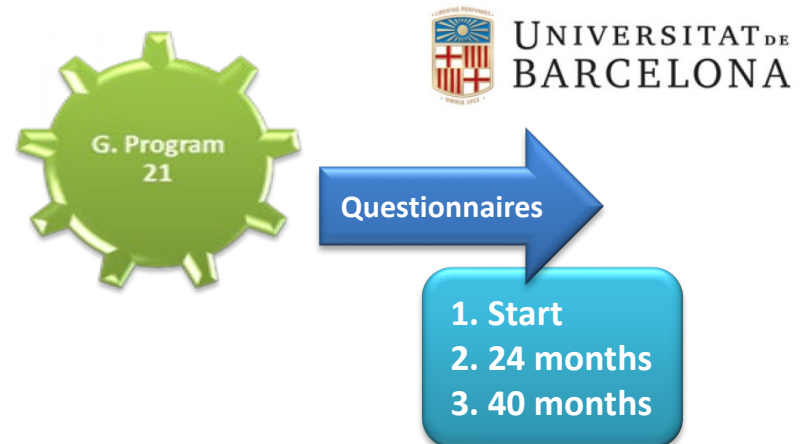 UNIVERSITAT DE
BARCELONA
G. Program
21
Questionnaires
1. Start
2. 24 months
3. 40 months